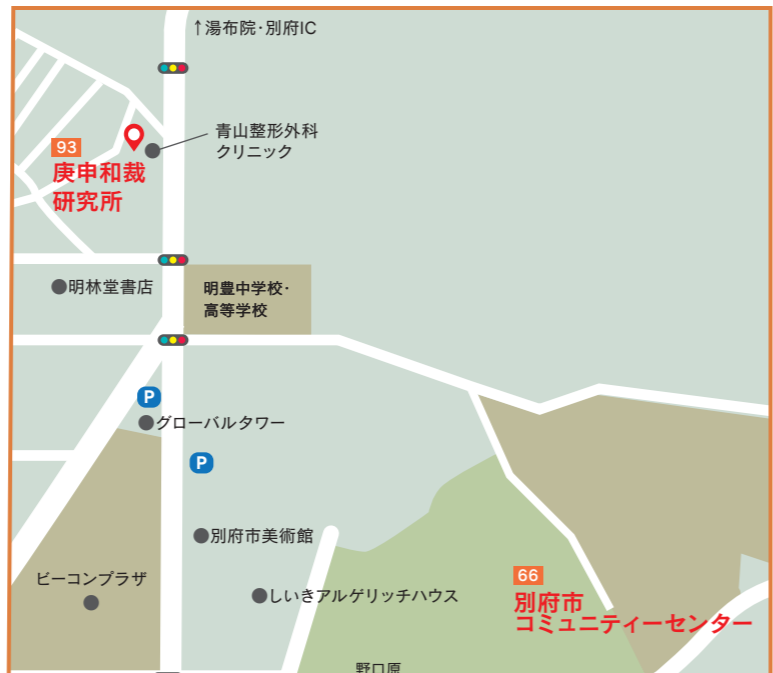 ↑湯布院・別府IC
青山整形外科
クリニック
93
庚申和裁
研究所
明林堂書店
明豊中学校・
高等学校
P
グローバルタワー
P
別府市美術館
ビーコンプラザ
しいきアルゲリッチハウス
66
別府市
コミュニティーセンター
野口原